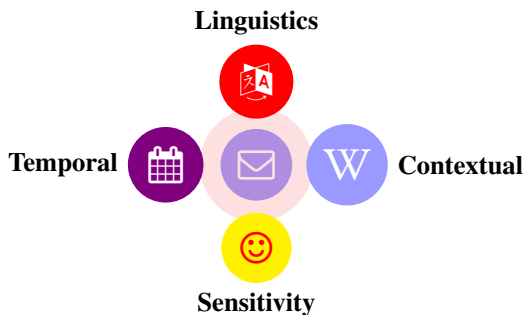 Linguistics
Temporal
W
Contextual
Sensitivity